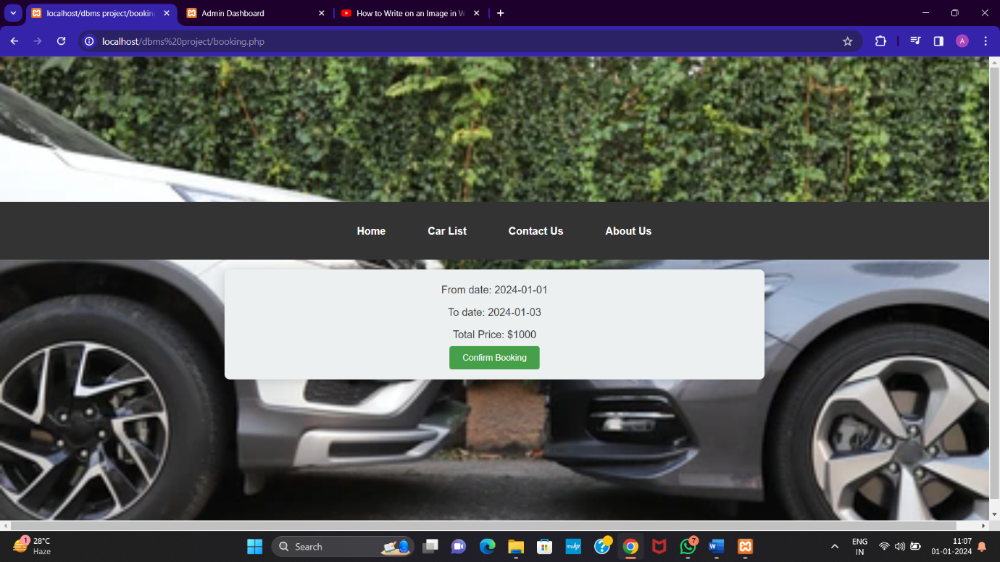 localhost/dbms project/bookin
Admin Dashboard
How to Write on an Image in W
localhost/dbms%20project/booking.php
A
Home
Car List
Contact Us
About Us
From date: 2024-01-01
To date: 2024-01-03
Total Price: $1000
Confirm Booking
1
28°C
Haze
Search
myhp
7
W
ENG
IN
11:07
01-01-2024